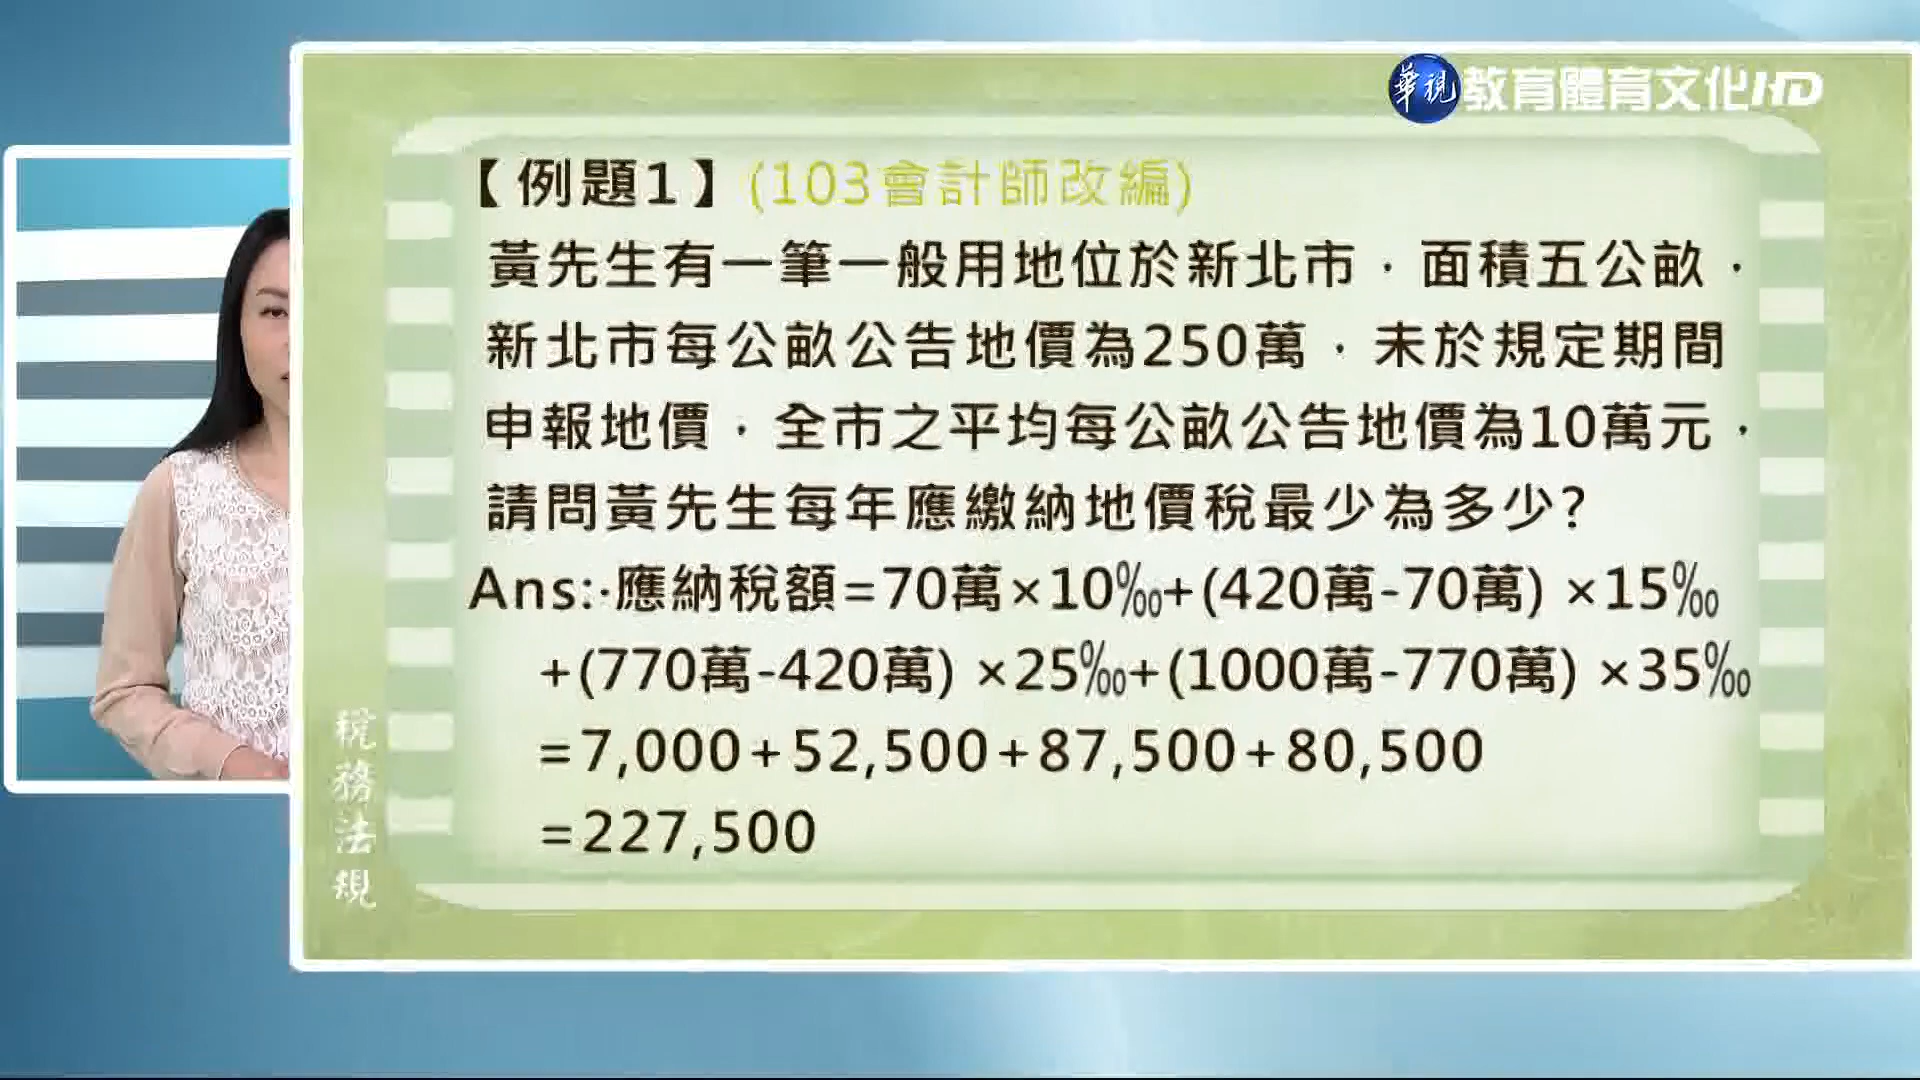 華視 教育體育文化HD
【例題1】(103會計師改編)
黃先生有一筆一般用地位於新北市，面積五公畝，
新北市每公畝公告地價為250萬，未於規定期間
申報地價，全市之平均每公畝公告地價為10萬元，
請問黃先生每年應繳納地價稅最少為多少?
Ans:·應納稅額=70萬×10‰+(420萬-70萬) ×15‰
+(770萬-420萬) ×25‰+(1000萬-770萬) ×35‰
=7,000+52,500+87,500+80,500
=227,500
稅務法規